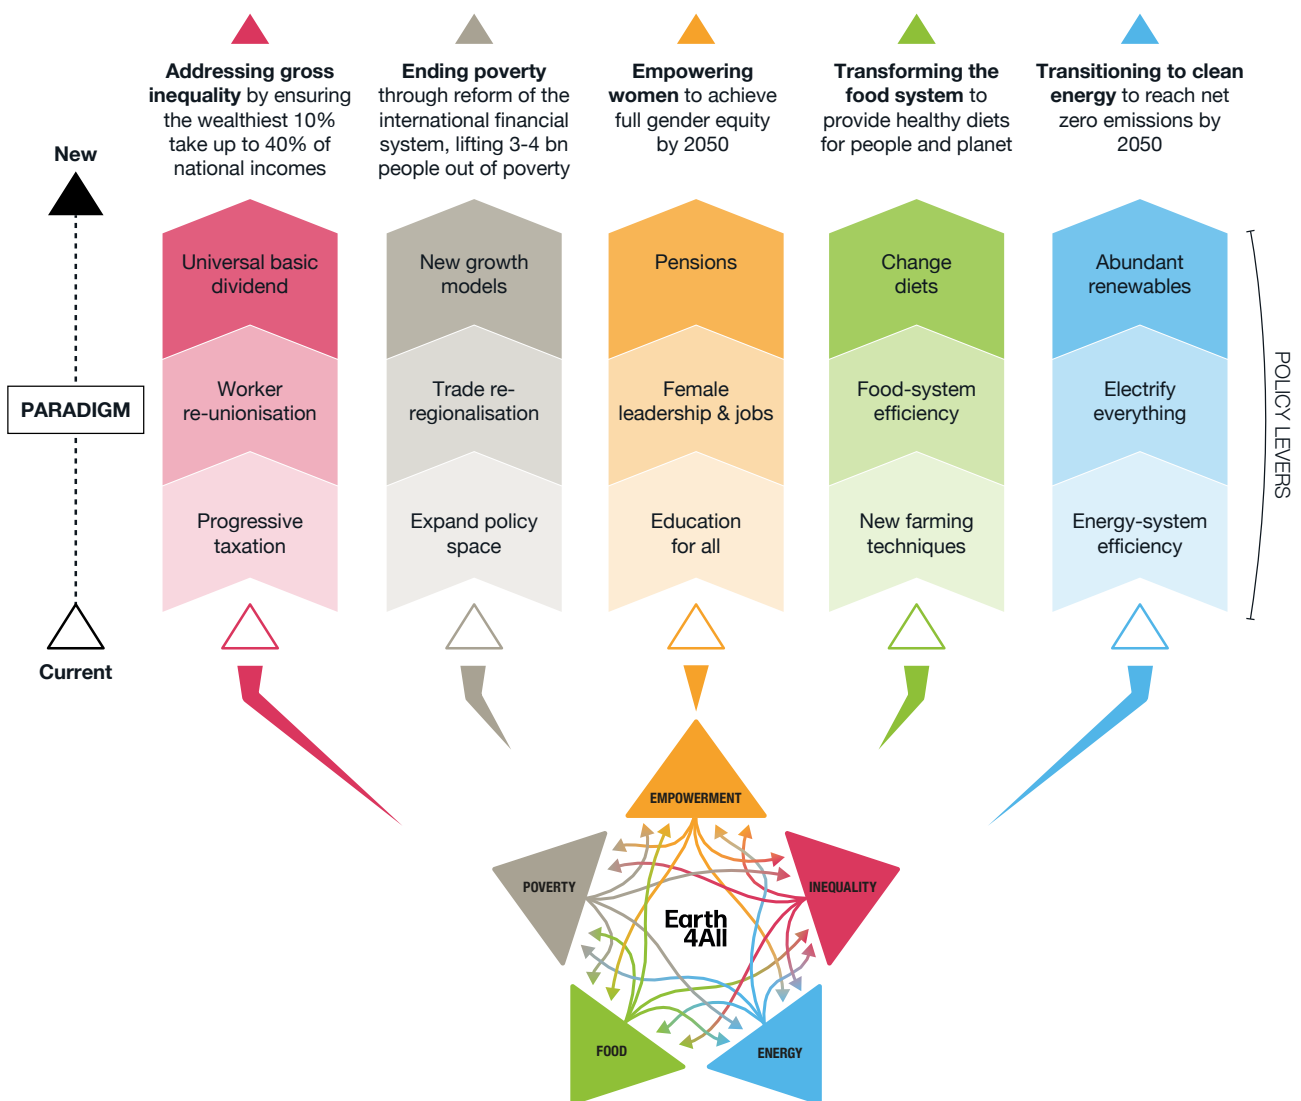 Addressing gross
inequality by ensuring
the wealthiest 10%
take up to 40% of
national incomes
Ending poverty
through reform of the
international financial
system, lifting 3-4 bn
people out of poverty
Empowering
women to achieve
full gender equity
by 2050
Transforming the
food system to
provide healthy diets
for people and planet
Transitioning to clean
energy to reach net
zero emissions by
2050
New
PARADIGM
Current
Universal basic
dividend
New growth
models
Pensions
Change
diets
Abundant
renewables
Worker
re-unionisation
Trade re-
regionalisation
Female
leadership & jobs
Food-system
efficiency
Electrify
everything
Progressive
taxation
Expand policy
space
Education
for all
New farming
techniques
Energy-system
efficiency
POLICY LEVERS
EMPOWERMENT
POVERTY
INEQUALITY
Earth
4All
FOOD
ENERGY